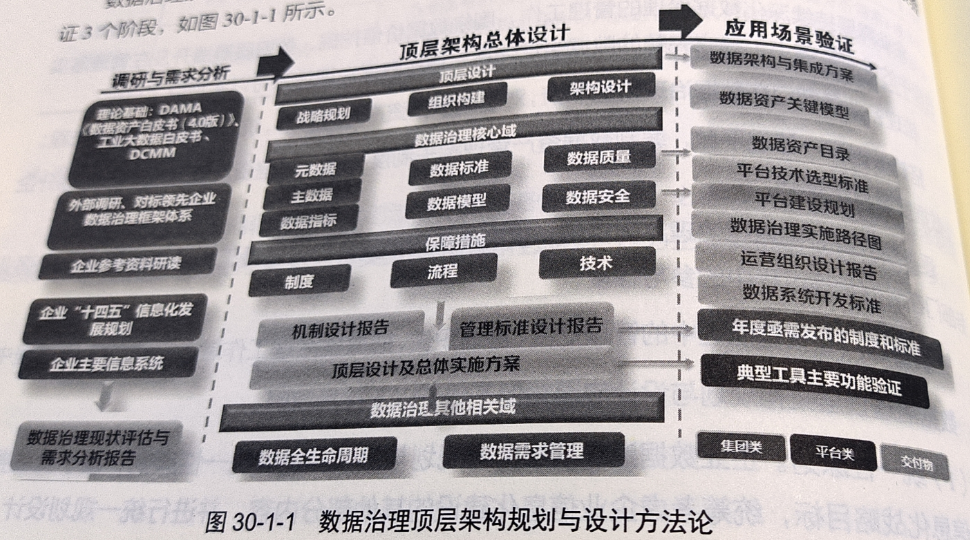 证3个阶段，如图30-1-1所示。
调研与需求分析
顶层架构总体设计
应用场景验证
理论基础：DAMA
《数据资产白皮书（4.0版）》、
工业大数据白皮书、
DCMM
外部调研、对标领先企业
数据治理框架体系
企业参考资料研读
企业“十四五”信息化发
展规划
企业主要信息系统
数据治理现状评估与
需求分析报告
顶层设计
战略规划
组织构建
架构设计
数据治理核心域
元数据
数据标准
数据质量
主数据
数据模型
数据安全
数据指标
保障措施
制度
流程
技术
机制设计报告
管理标准设计报告
顶层设计及总体实施方案
数据治理其他相关域
数据全生命周期
数据需求管理
数据架构与集成方案
数据资产关键模型
数据资产目录
平台技术选型标准
平台建设规划
数据治理实施路径图
运营组织设计报告
数据系统开发标准
年度亟需发布的制度和标准
典型工具主要功能验证
集团类
平台类
交付物
图 30-1-1 数据治理顶层架构规划与设计方法论